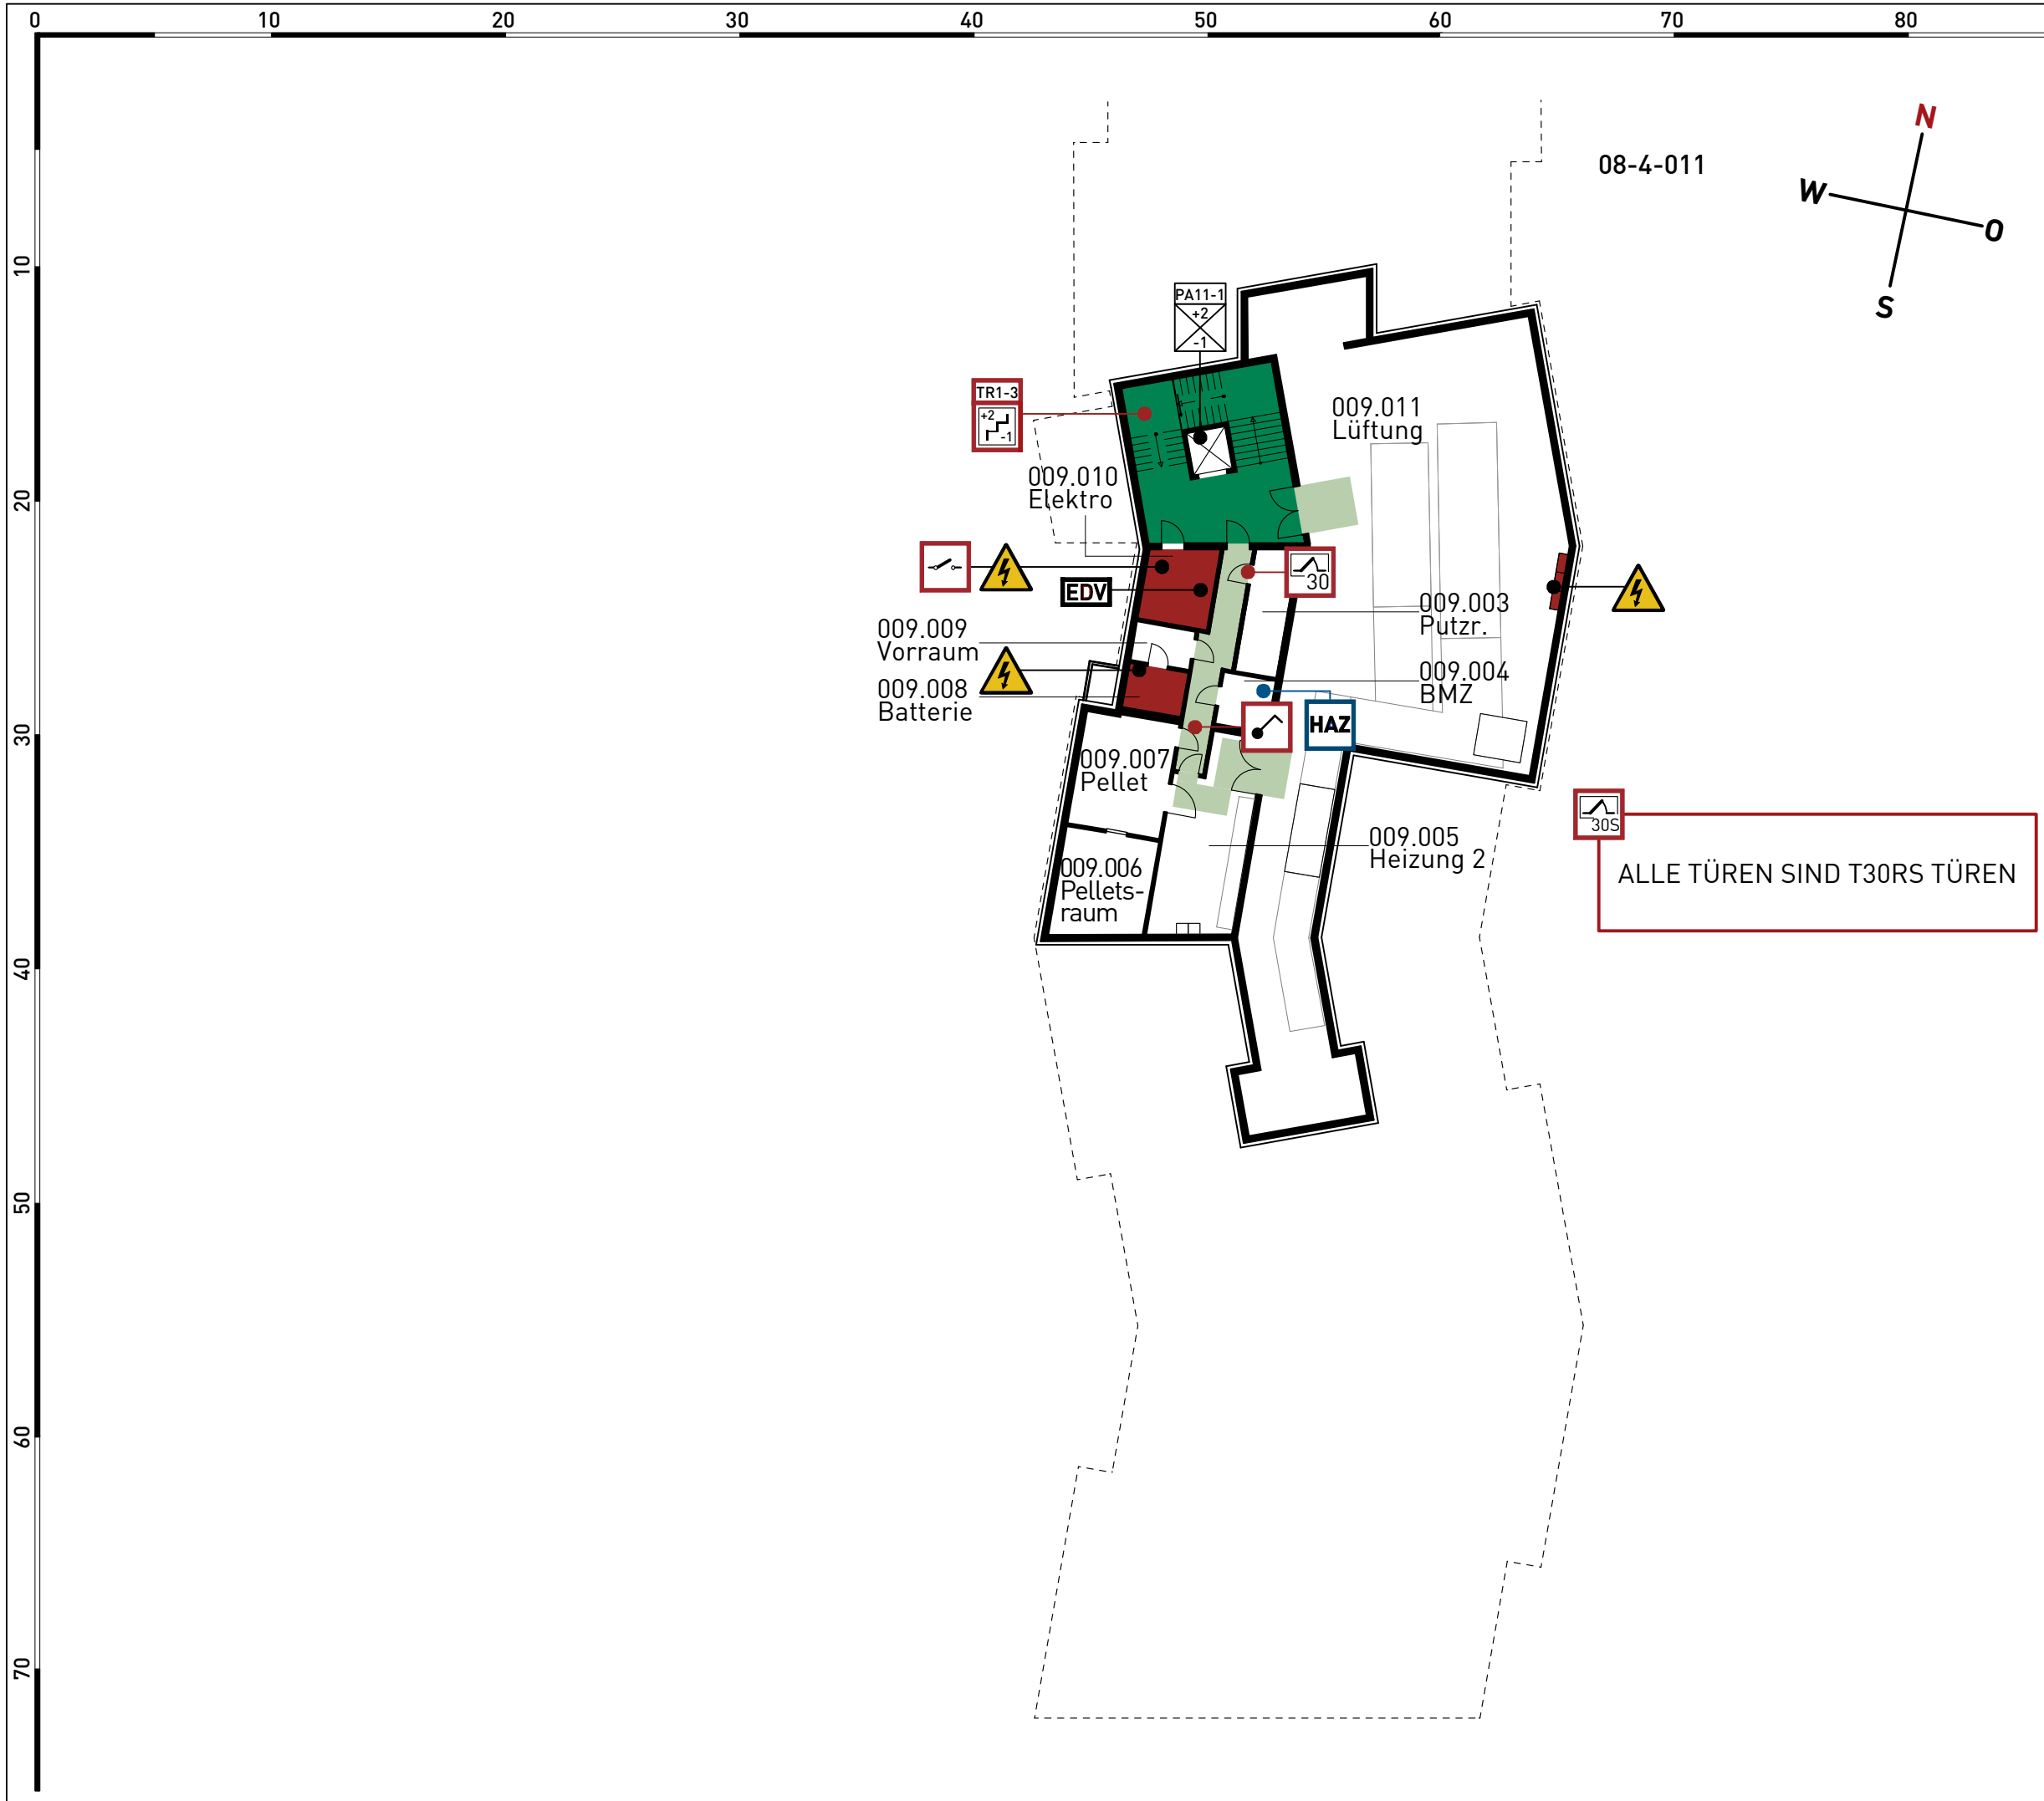 0 10 20 30 40 50 60 70 80
N
08-4-011
W
O
S
10
PA11-1
+2
-1
TR1-3
+2
-1
009.011
Lüftung
009.010
Elektro
20
30
EDV
009.003
Putzr.
009.009
Vorraum
009.004
BMZ
009.008
Batterie
HAZ
30
009.007
Pellet
30S
009.005
Heizung 2
ALLE TÜREN SIND T30RS TÜREN
009.006
Pellets-
raum
40
50
60
70